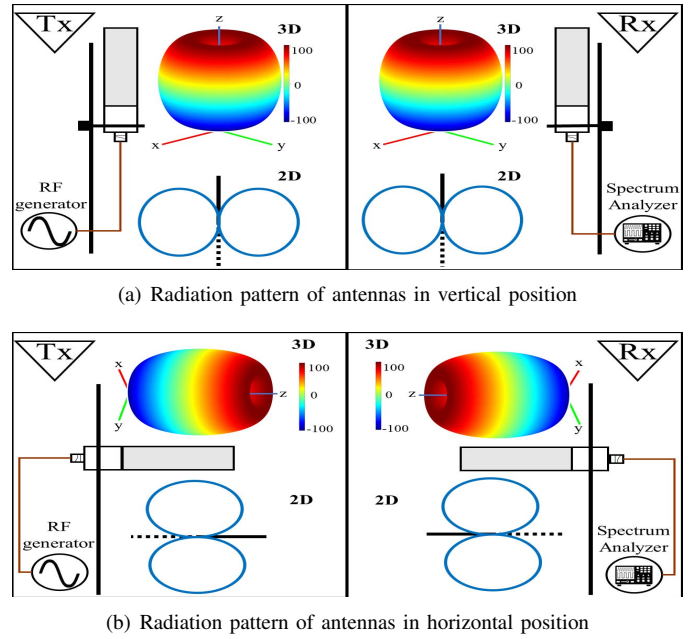 Tx
z
3D
100
-100
x
y
2D
RF
generator
z
3D
100
-100
x
y
2D
Rx
Spectrum
Analyzer
(a) Radiation pattern of antennas in vertical position
Tx
x
y
z
3D
100
-100
2D
RF
generator
3D
100
-100
z
x
y
2D
Rx
Spectrum
Analyzer
(b) Radiation pattern of antennas in horizontal position